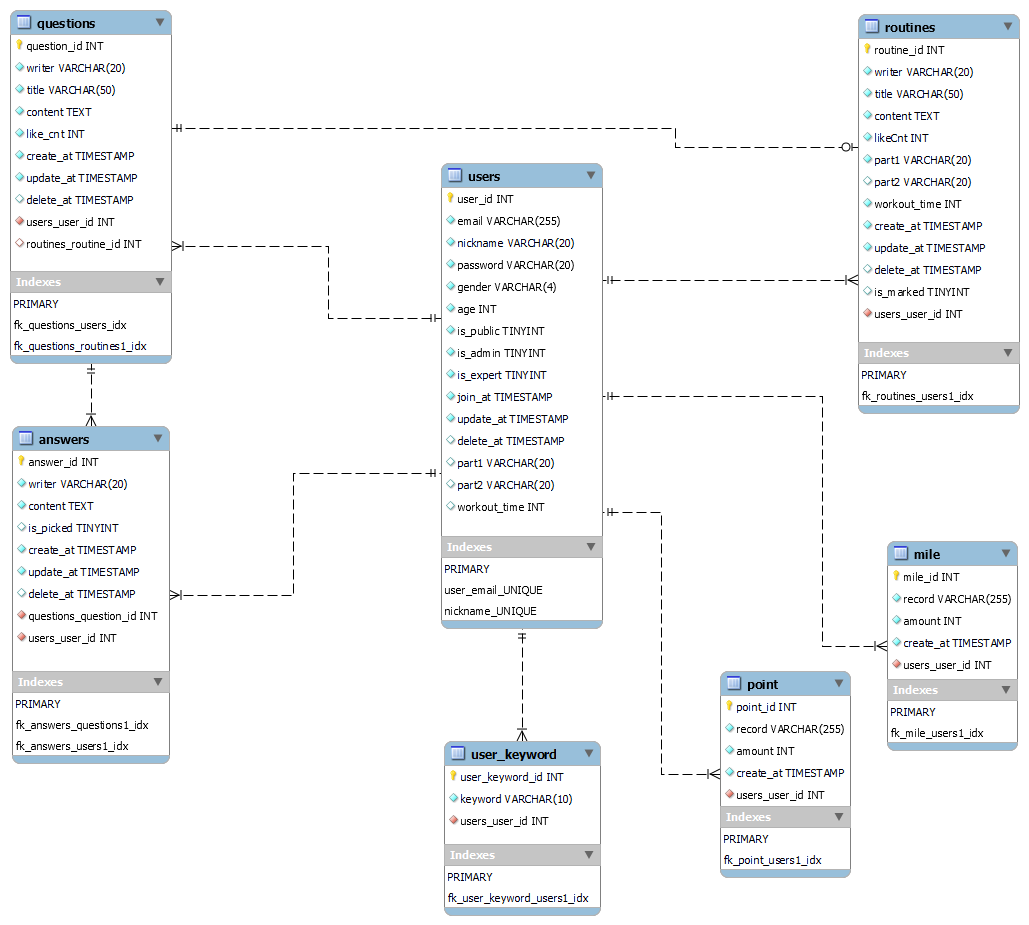 questions
question_id INT
writer VARCHAR(20)
title VARCHAR(50)
content TEXT
like_cnt INT
create_at TIMESTAMP
update_at TIMESTAMP
delete_at TIMESTAMP
users_user_id INT
routines_routine_id INT
Indexes
PRIMARY
fk_questions_users_idx
fk_questions_routines1_idx
answers
answer_id INT
writer VARCHAR(20)
content TEXT
is_picked TINYINT
create_at TIMESTAMP
update_at TIMESTAMP
delete_at TIMESTAMP
questions_question_id INT
users_user_id INT
Indexes
PRIMARY
fk_answers_questions1_idx
fk_answers_users1_idx
users
user_id INT
email VARCHAR(255)
nickname VARCHAR(20)
password VARCHAR(20)
gender VARCHAR(4)
age INT
is_public TINYINT
is_admin TINYINT
is_expert TINYINT
join_at TIMESTAMP
update_at TIMESTAMP
delete_at TIMESTAMP
part1 VARCHAR(20)
part2 VARCHAR(20)
workout_time INT
Indexes
PRIMARY
user_email_UNIQUE
nickname_UNIQUE
user_keyword
user_keyword_id INT
keyword VARCHAR(10)
users_user_id INT
Indexes
PRIMARY
fk_user_keyword_users1_idx
routines
routine_id INT
writer VARCHAR(20)
title VARCHAR(50)
content TEXT
likeCnt INT
part1 VARCHAR(20)
part2 VARCHAR(20)
workout_time INT
create_at TIMESTAMP
update_at TIMESTAMP
delete_at TIMESTAMP
is_marked TINYINT
users_user_id INT
Indexes
PRIMARY
fk_routines_users1_idx
mile
mile_id INT
record VARCHAR(255)
amount INT
create_at TIMESTAMP
users_user_id INT
Indexes
PRIMARY
fk_mile_users1_idx
point
point_id INT
record VARCHAR(255)
amount INT
create_at TIMESTAMP
users_user_id INT
Indexes
PRIMARY
fk_point_users1_idx